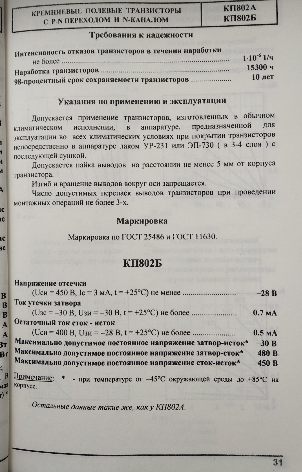 КРЕМНИЕВЫЕ ПОЛЕВЫЕ ТРАНЗИСТОРЫ
С P-N ПЕРЕХОДОМ И N-КАНАЛОМ
КП802А
КП802Б
Требования к надежности
Интенсивность отказов транзисторов в течении наработки
не более ........ 1·10⁻⁶ 1/ч
Наработка транзисторов ........ 15300 ч
98-процентный срок сохраняемости транзисторов ........ 10 лет
Указания по применению и эксплуатации
Допускается применение транзисторов, изготовленных в обычном
климатическом исполнении, в аппаратуре, предназначенной для
эксплуатации во всех климатических условиях при покрытии транзисторов
непосредственно в аппаратуре лаком УР-231 или ЭП-730 ( в 3-4 слоя ) с
последующей сушкой.
Допускается пайка выводов на расстоянии не менее 5 мм от корпуса
транзистора.
Изгиб и вращение выводов вокруг оси запрещается.
Число допустимых перепаек выводов транзисторов при проведении
монтажных операций не более 3-х.
Маркировка
Маркировка по ГОСТ 25486 и ГОСТ 11630.
КП802Б
Напряжение отсечки
(Uси = 450 В, Iс = 3 мА, t = +25°С) не менее ........ −28 В
Ток утечки затвора
(Uзс = −30 В, Uзи = −30 В, t = +25°С) не более ........ 0.7 мА
Остаточный ток сток - исток
(Uси = 400 В, Uзи = −28 В, t = +25°С) не более ........ 0.5 мА
Максимально допустимое постоянное напряжение затвор-исток* 30 В
Максимально допустимое постоянное напряжение затвор-сток* 480 В
Максимально допустимое постоянное напряжение сток-исток* 450 В
Примечание: * - при температуре от −45°С окружающей среды до +85°С на
корпусе.
Остальные данные такие же, как у КП802А.
31